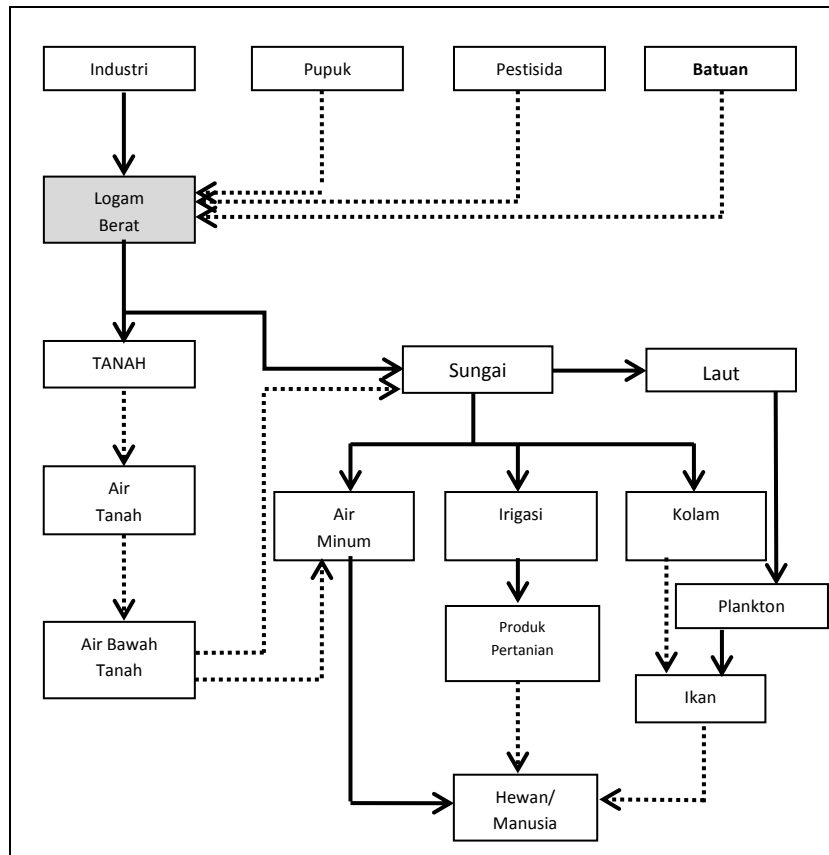 Industri
Pupuk
Pestisida
Batuan
Logam
Berat
TANAH
Sungai
Laut
Air
Tanah
Air
Minum
Irigasi
Kolam
Plankton
Air Bawah
Tanah
Produk
Pertanian
Ikan
Hewan/
Manusia